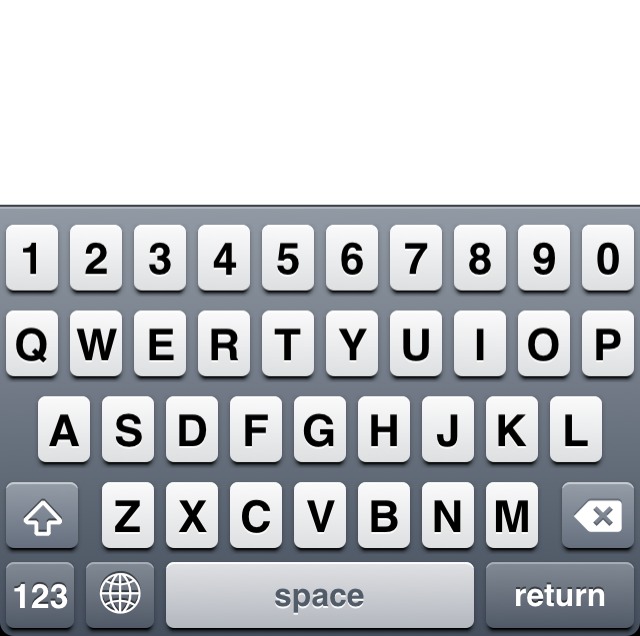 1 2 3 4 5 6 7 8 9 0
Q W E R T Y U I O P
A S D F G H J K L
Z X C V B N M
123 space return